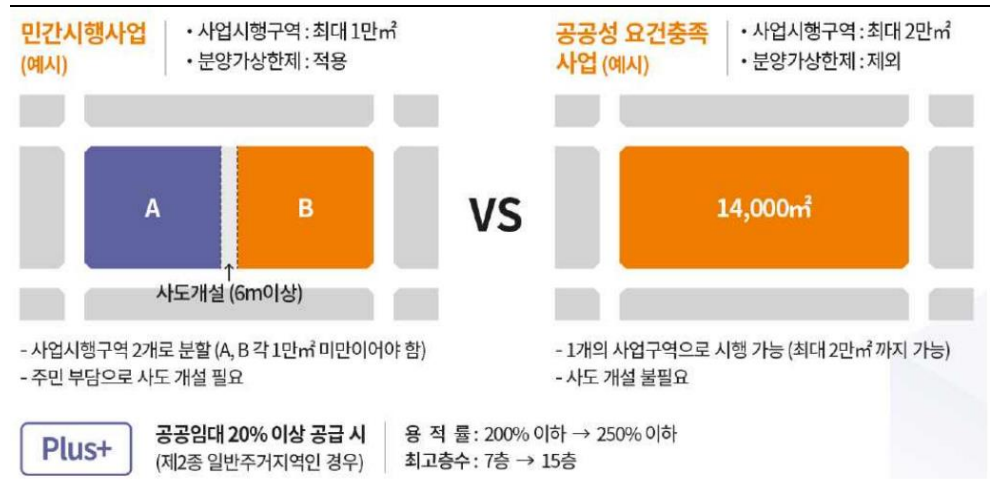 민간시행사업
(예시)
• 사업시행구역 : 최대 1만㎡
• 분양가상한제 : 적용
공공성 요건충족
사업 (예시)
• 사업시행구역 : 최대 2만㎡
• 분양가상한제 : 제외
A
B
사도개설 (6m이상)
VS
14,000㎡
- 사업시행구역 2개로 분할 (A, B 각 1만㎡ 미만이어야 함)
- 주민 부담으로 사도 개설 필요
- 1개의 사업구역으로 시행 가능 (최대 2만㎡ 까지 가능)
- 사도 개설 불필요
Plus+
공공임대 20% 이상 공급 시
(제2종 일반주거지역인 경우)
용 적 률 : 200% 이하 → 250% 이하
최고층수 : 7층 → 15층